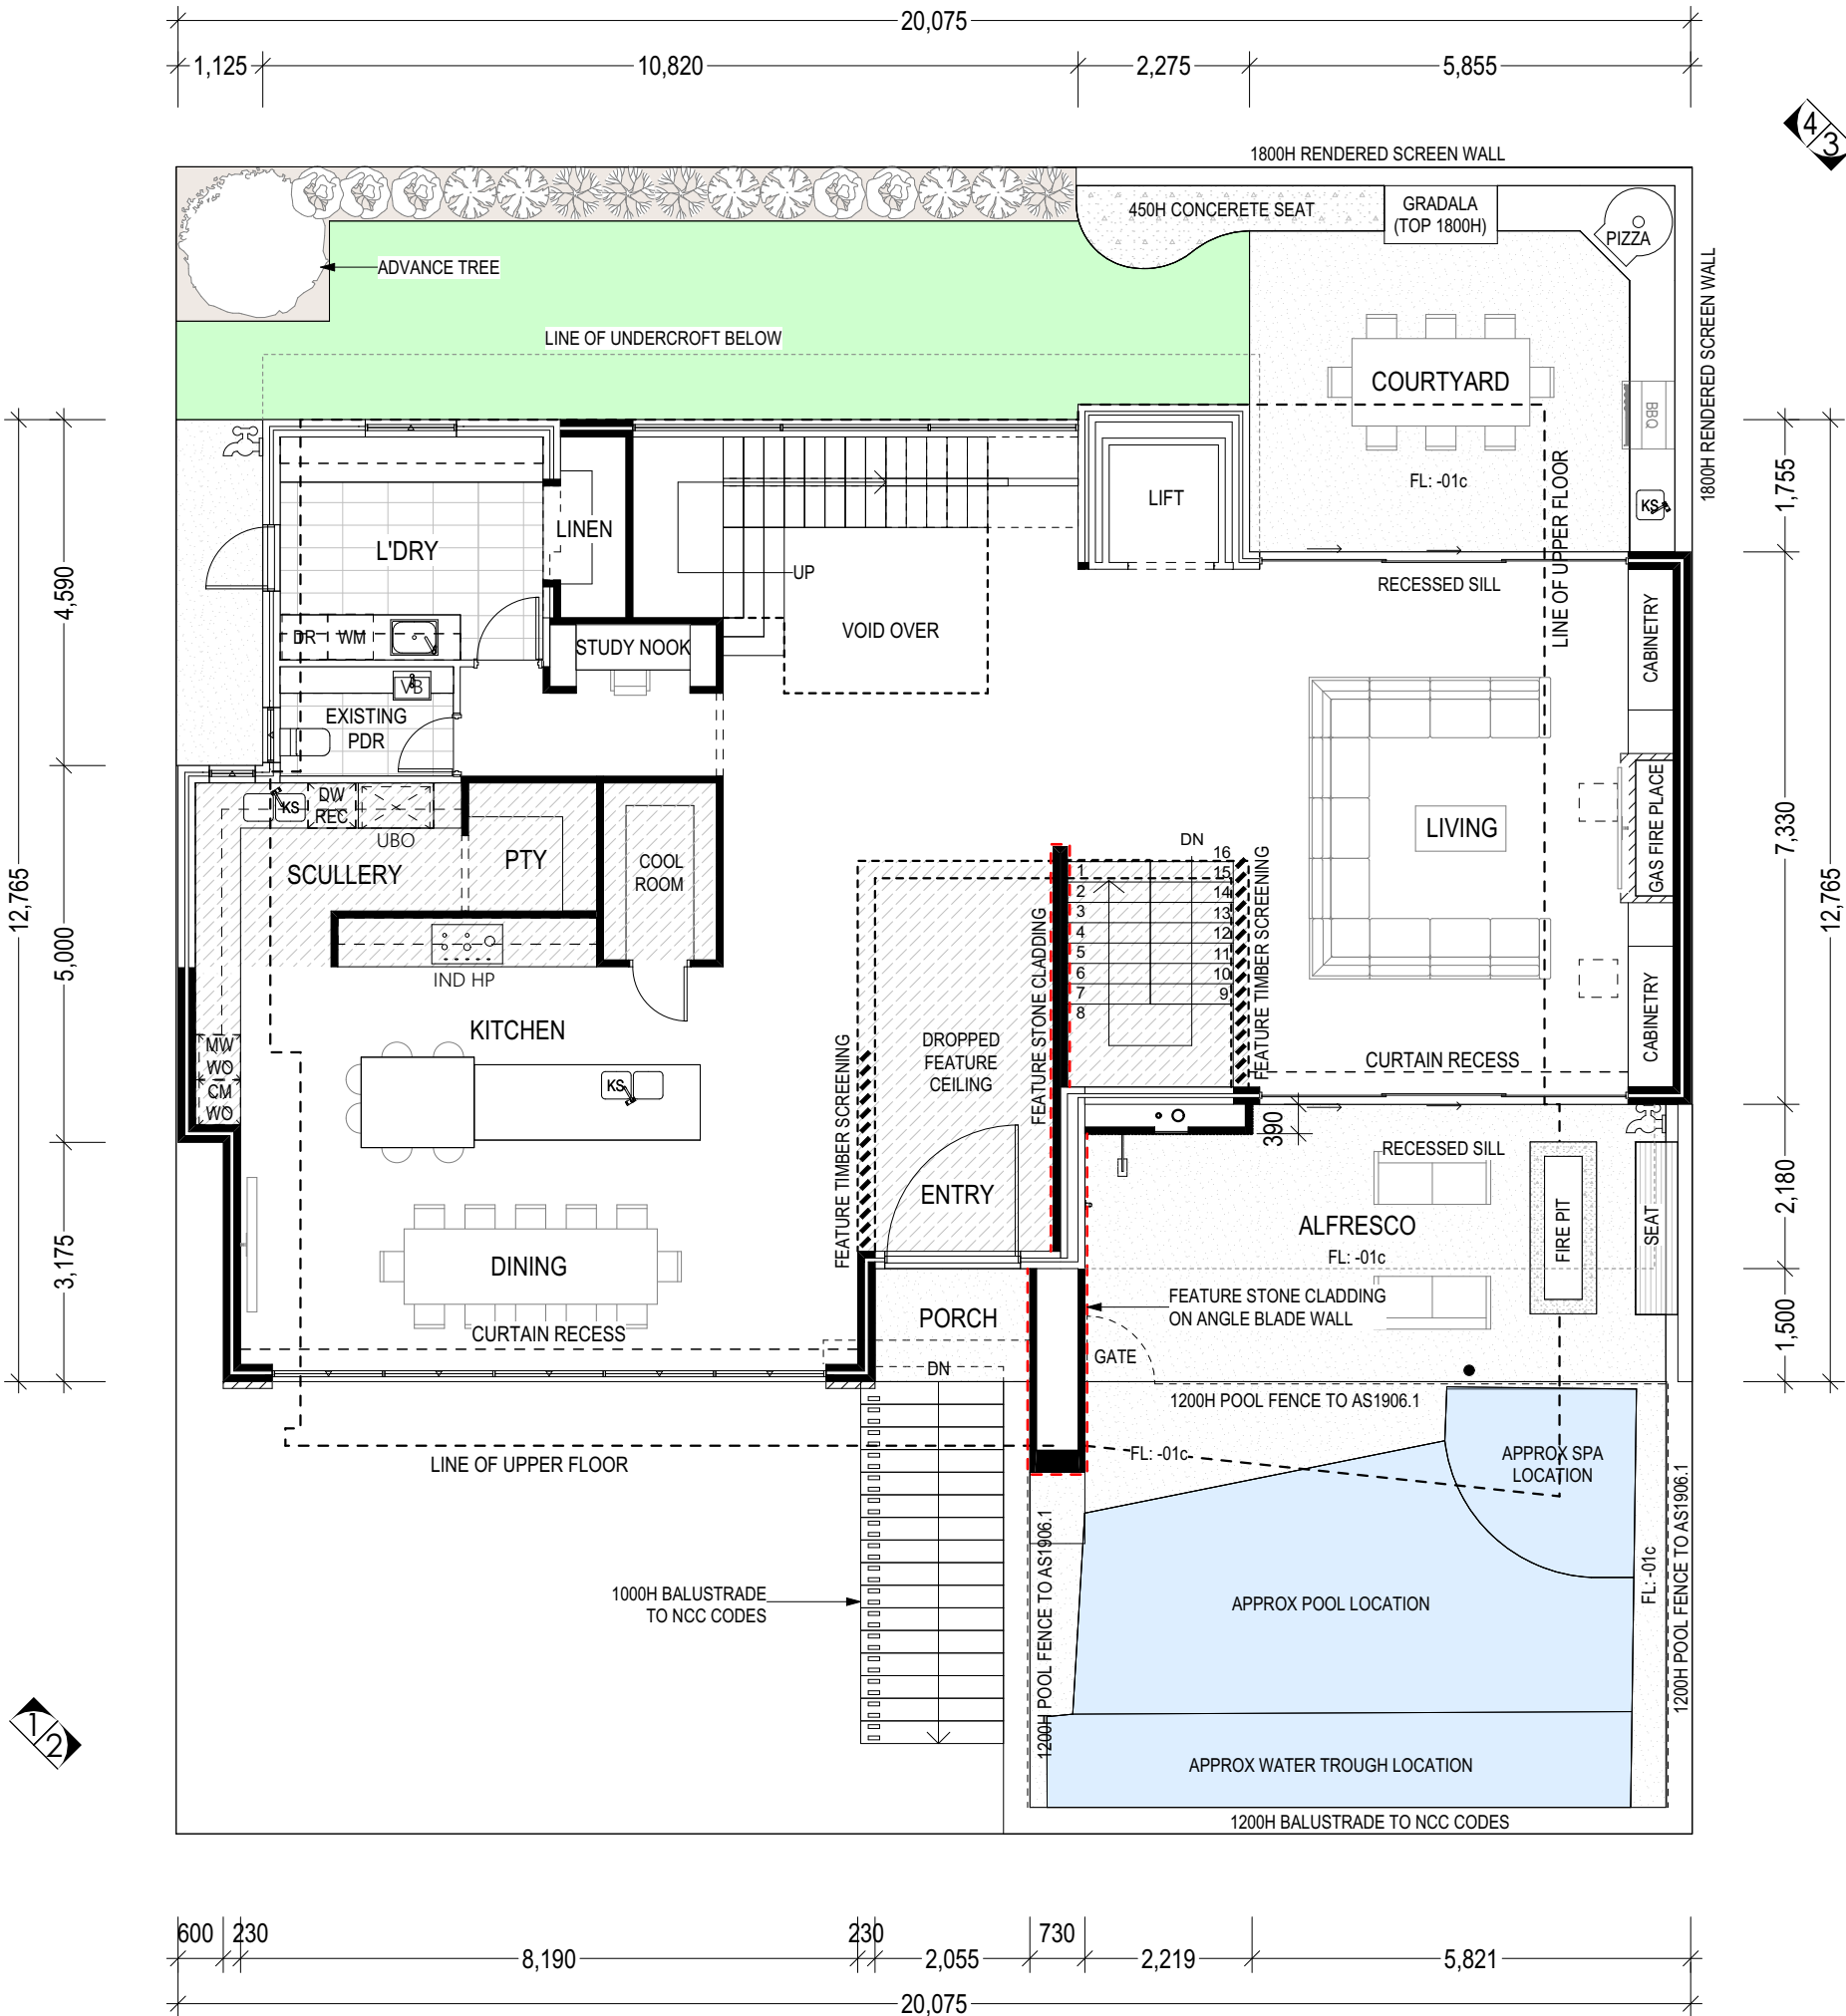 20,075
1,125
10,820
2,275
5,855
4
3
1800H RENDERED SCREEN WALL
450H CONCRETE SEAT
GRADALA
(TOP 1800H)
PIZZA
1800H RENDERED SCREEN WALL
ADVANCE TREE
LINE OF UNDERCROFT BELOW
COURTYARD
BBQ
FL: -01c
KS
LINE OF UPPER FLOOR
LIFT
LINEN
L'DRY
UP
RECESSED SILL
CABINETRY
DR
WM
STUDY NOOK
VOID OVER
VB
EXISTING
PDR
4,590
5,000
3,175
12,765
1,755
7,330
2,180
1,500
12,765
KS
DW
REC
UBO
SCULLERY
PTY
COOL
ROOM
DN
16
15
14
13
12
11
10
9
1
2
3
4
5
6
7
8
FEATURE TIMBER SCREENING
FEATURE STONE CLADDING
LIVING
GAS FIRE PLACE
IND HP
KITCHEN
MW
WO
CM
WO
KS
DROPPED
FEATURE
CEILING
FEATURE TIMBER SCREENING
CURTAIN RECESS
CABINETRY
390
RECESSED SILL
ENTRY
ALFRESCO
FL: -01c
FIRE PIT
SEAT
DINING
CURTAIN RECESS
PORCH
DN
FEATURE STONE CLADDING
ON ANGLE BLADE WALL
GATE
1200H POOL FENCE TO AS1906.1
FL: -01c
LINE OF UPPER FLOOR
APPROX SPA
LOCATION
1200H POOL FENCE TO AS1906.1
FL: -01c
1200H POOL FENCE TO AS1906.1
1000H BALUSTRADE
TO NCC CODES
APPROX POOL LOCATION
1
2
APPROX WATER TROUGH LOCATION
1200H BALUSTRADE TO NCC CODES
600
230
8,190
230
2,055
730
2,219
5,821
20,075